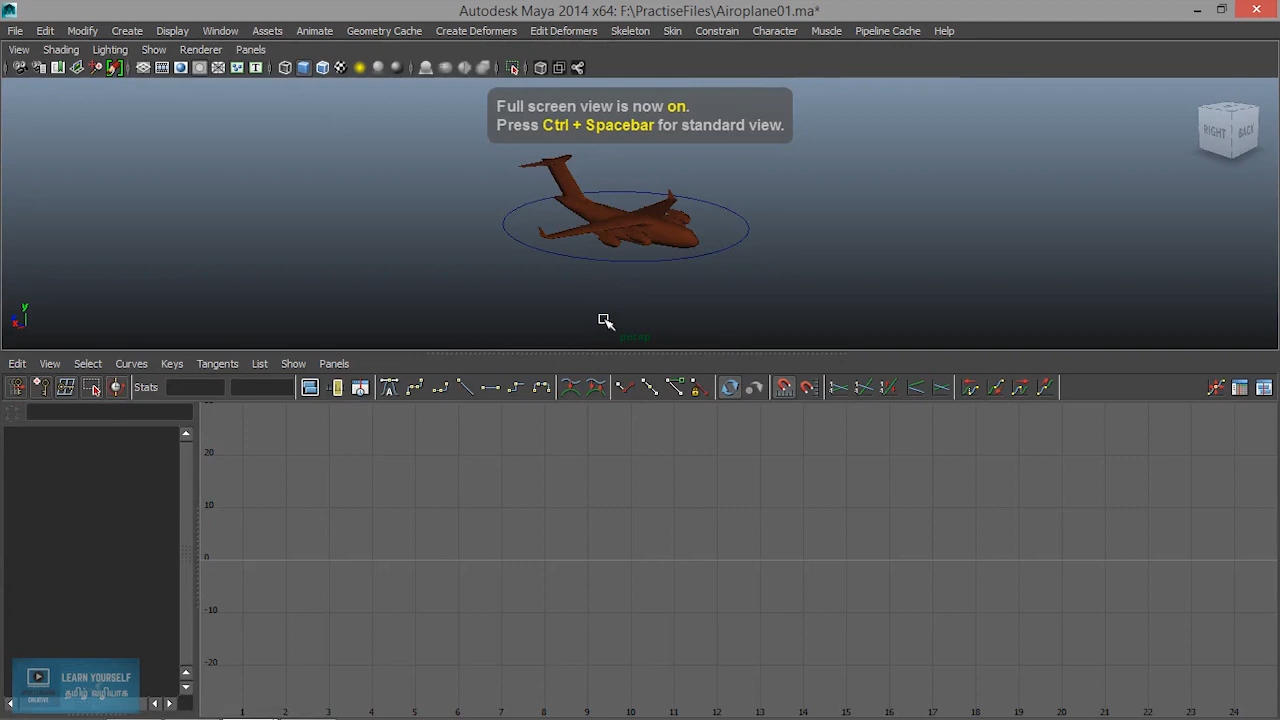 Autodesk Maya 2014 x64: F:\PractiseFiles\Airoplane01.ma*
File Edit Modify Create Display Window Assets Animate Geometry Cache Create Deformers Edit Deformers Skeleton Skin Constrain Character Muscle Pipeline Cache Help
View Shading Lighting Show Renderer Panels
Full screen view is now on.
Press Ctrl + Spacebar for standard view.
RIGHT BACK
y
x
persp
Edit View Select Curves Keys Tangents List Show Panels
Stats
20
10
0
-10
-20
LEARN YOURSELF
தமிழ் வழியாக
CREATIVE
1 2 3 4 5 6 7 8 9 10 11 12 13 14 15 16 17 18 19 20 21 22 23 24